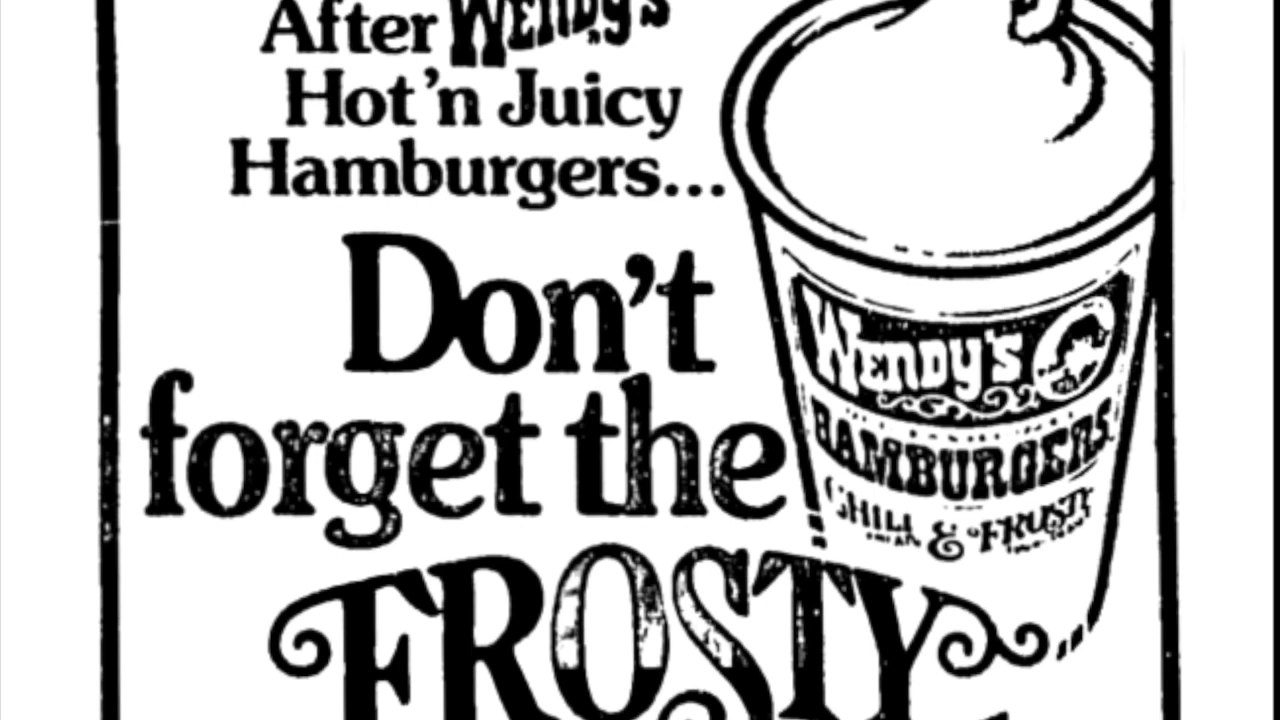 After Wendy's
Hot 'n Juicy
Hamburgers...
Don't
forget the
FROSTY
WENDY'S
HAMBURGERS
CHILI & FROSTY